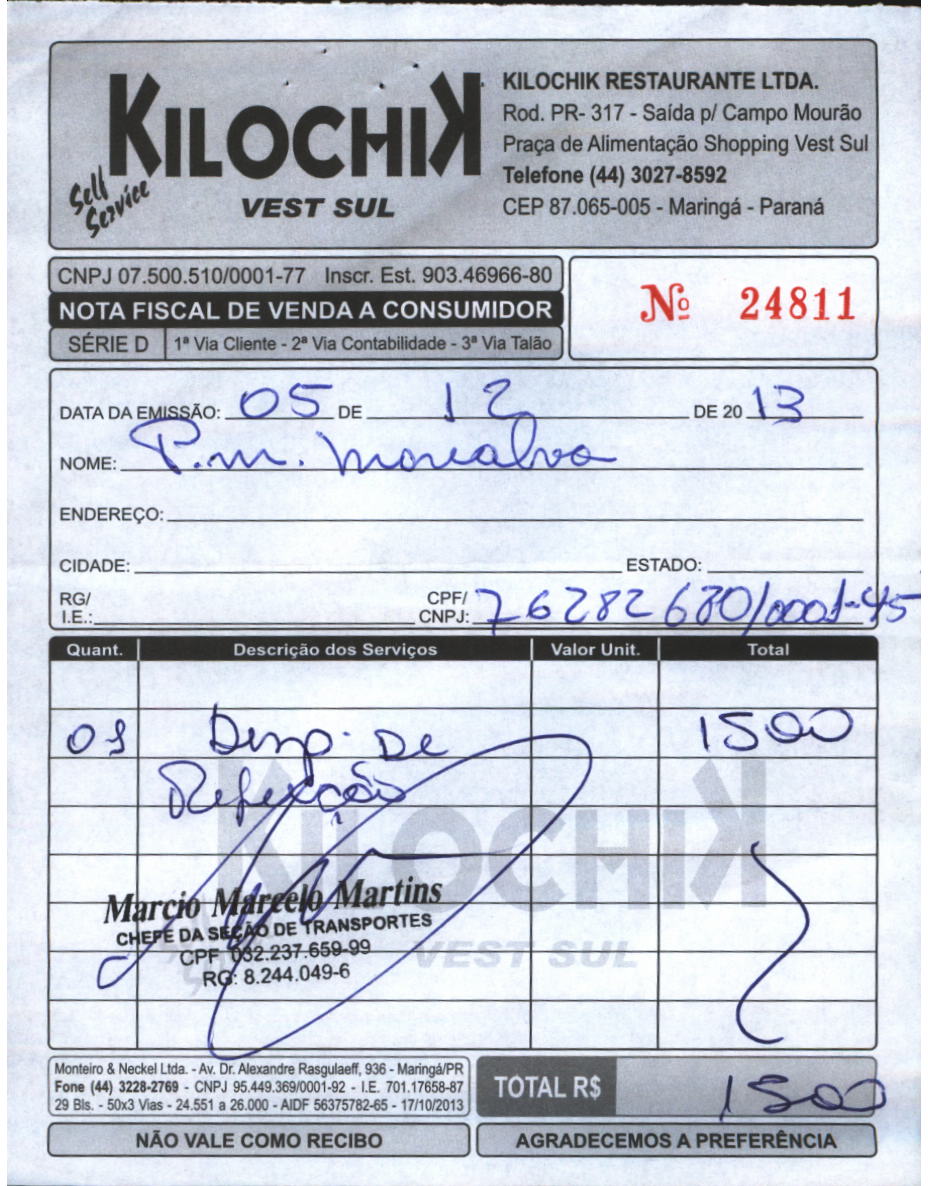 KILOCHIK
Self Service
VEST SUL
KILOCHIK RESTAURANTE LTDA.
Rod. PR- 317 - Saída p/ Campo Mourão
Praça de Alimentação Shopping Vest Sul
Telefone (44) 3027-8592
CEP 87.065-005 - Maringá - Paraná
CNPJ 07.500.510/0001-77 Inscr. Est. 903.46966-80
NOTA FISCAL DE VENDA A CONSUMIDOR
SÉRIE D 1ª Via Cliente - 2ª Via Contabilidade - 3ª Via Talão
Nº 24811
DATA DA EMISSÃO: 05 DE 12 DE 20 13
NOME: P.M.
ENDEREÇO:
CIDADE: ESTADO:
RG/ I.E.: CPF/ CNPJ: 76282680/0001-45
Quant. Descrição dos Serviços Valor Unit. Total
01 Desp. De 1500
Refeição
KILOCHIK
VEST SUL
Marcio Marcelo Martins
CHEFE DA SEÇÃO DE TRANSPORTES
CPF 032.237.659-99
RG: 8.244.049-6
Monteiro & Neckel Ltda. - Av. Dr. Alexandre Rasgulaeff, 936 - Maringá/PR
Fone (44) 3228-2769 - CNPJ 95.449.369/0001-92 - I.E. 701.17658-87
29 Bls. - 50x3 Vias - 24.551 a 26.000 - AIDF 56375782-65 - 17/10/2013
TOTAL R$ 1500
NÃO VALE COMO RECIBO
AGRADECEMOS A PREFERÊNCIA